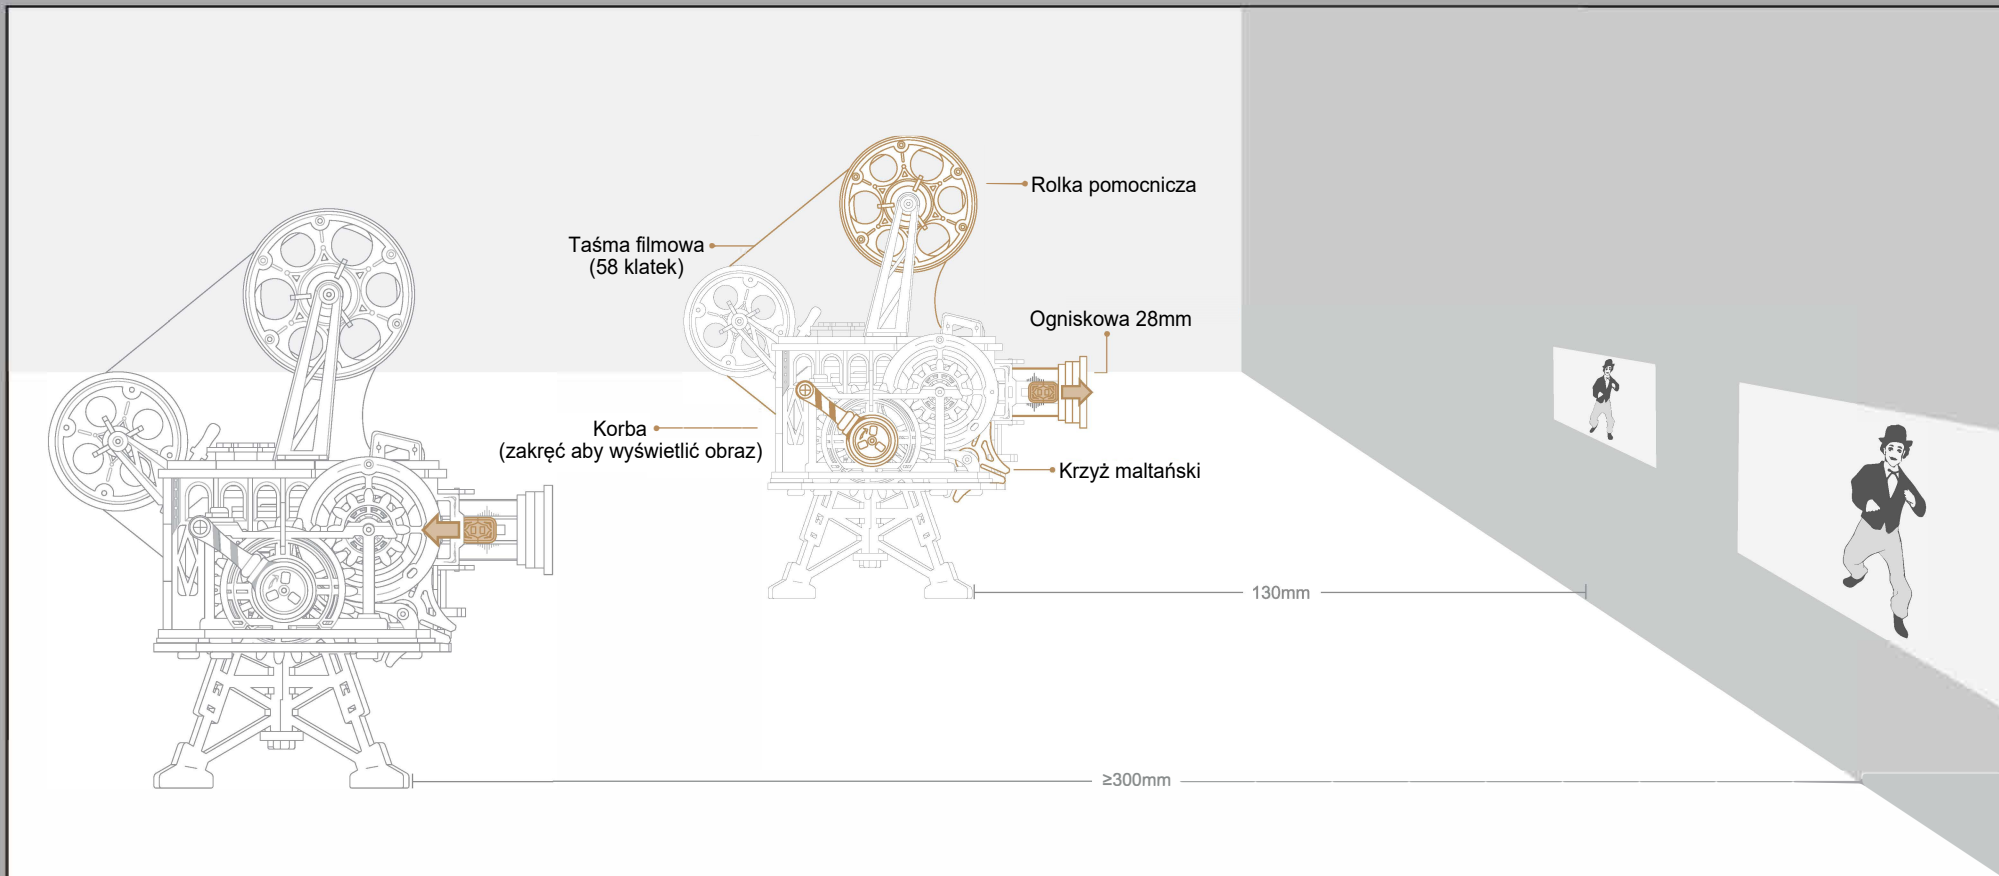 Rolka pomocnicza
Taśma filmowa
(58 klatek)
Ogniskowa 28mm
Korba
(zakręć aby wyświetlić obraz)
Krzyż maltański
130mm
≥300mm